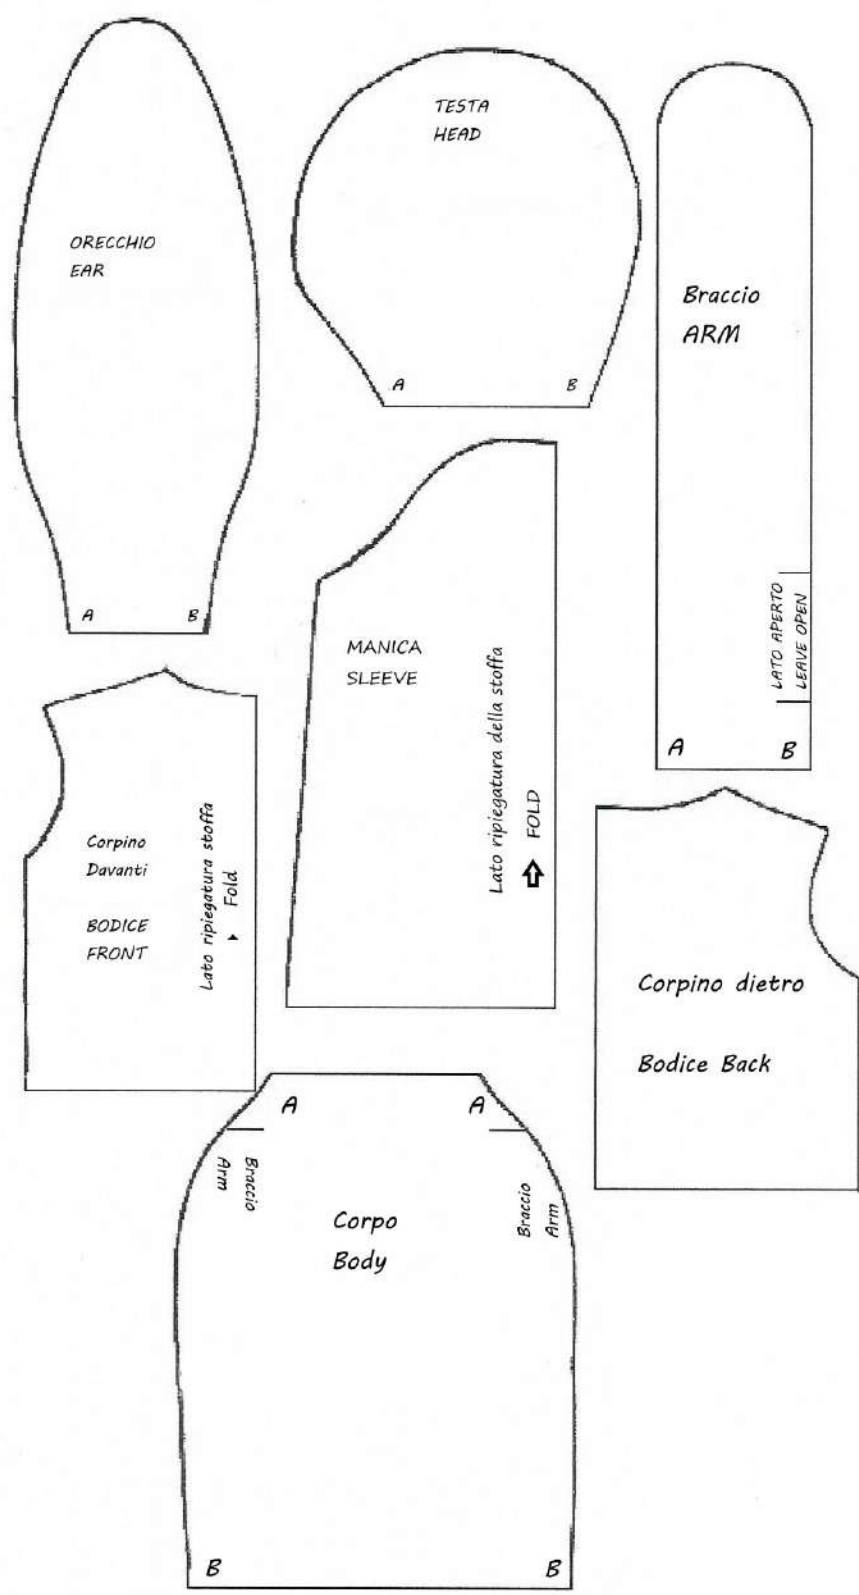 ORECCHIO
EAR
A B
TESTA
HEAD
A B
Braccio
ARM
LATO APERTO
LEAVE OPEN
A B
MANICA
SLEEVE
Lato ripiegatura della stoffa
FOLD
Corpino
Davanti
BODICE
FRONT
Lato ripiegatura stoffa
Fold
Corpino dietro
Bodice Back
A A
Braccio
Arm
Braccio
Arm
Corpo
Body
B B